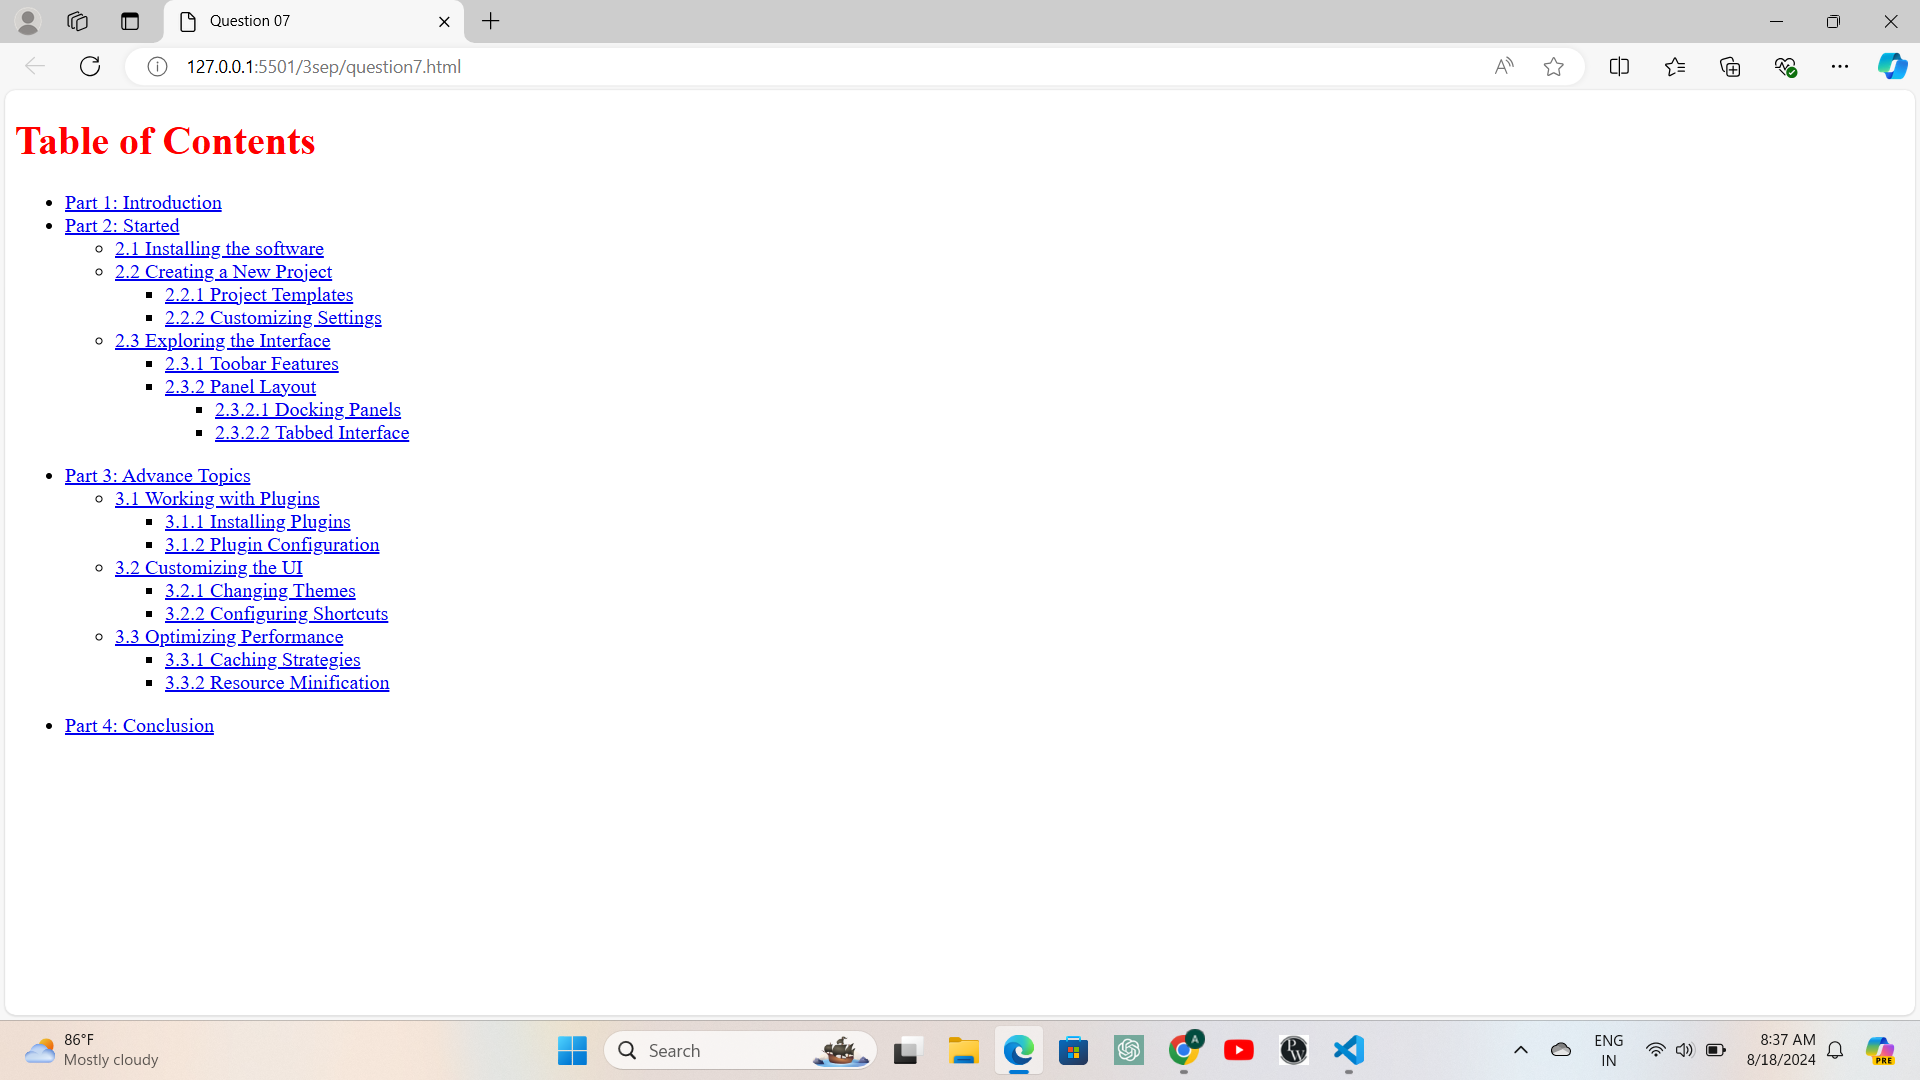 Question 07
127.0.0.1:5501/3sep/question7.html
Table of Contents
Part 1: Introduction
Part 2: Started
2.1 Installing the software
2.2 Creating a New Project
2.2.1 Project Templates
2.2.2 Customizing Settings
2.3 Exploring the Interface
2.3.1 Toobar Features
2.3.2 Panel Layout
2.3.2.1 Docking Panels
2.3.2.2 Tabbed Interface
Part 3: Advance Topics
3.1 Working with Plugins
3.1.1 Installing Plugins
3.1.2 Plugin Configuration
3.2 Customizing the UI
3.2.1 Changing Themes
3.2.2 Configuring Shortcuts
3.3 Optimizing Performance
3.3.1 Caching Strategies
3.3.2 Resource Minification
Part 4: Conclusion
86°F
Mostly cloudy
Search
A
PW
ENG
IN
8:37 AM
8/18/2024
PRE